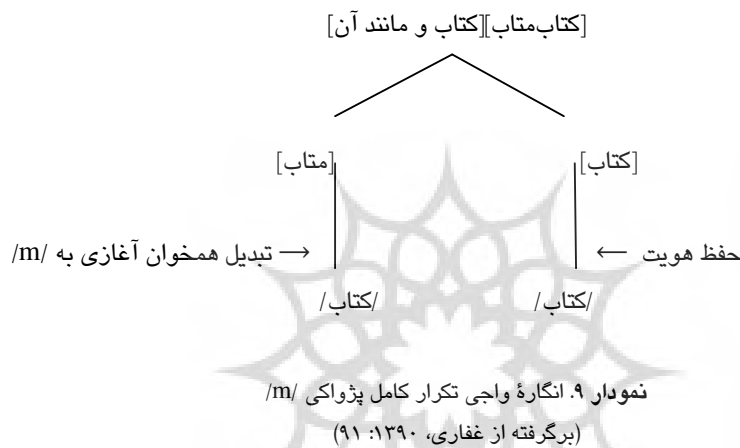 [کتاب‌متاب][کتاب و مانند آن]
[کتاب] [متاب]
حفظ هویت ← → تبدیل همخوان آغازی به /m/
/کتاب/ /کتاب/
نمودار ۹. انگارهٔ واجی تکرار کامل پژواکی /m/
(برگرفته از غفاری، ۱۳۹۰: ۹۱)